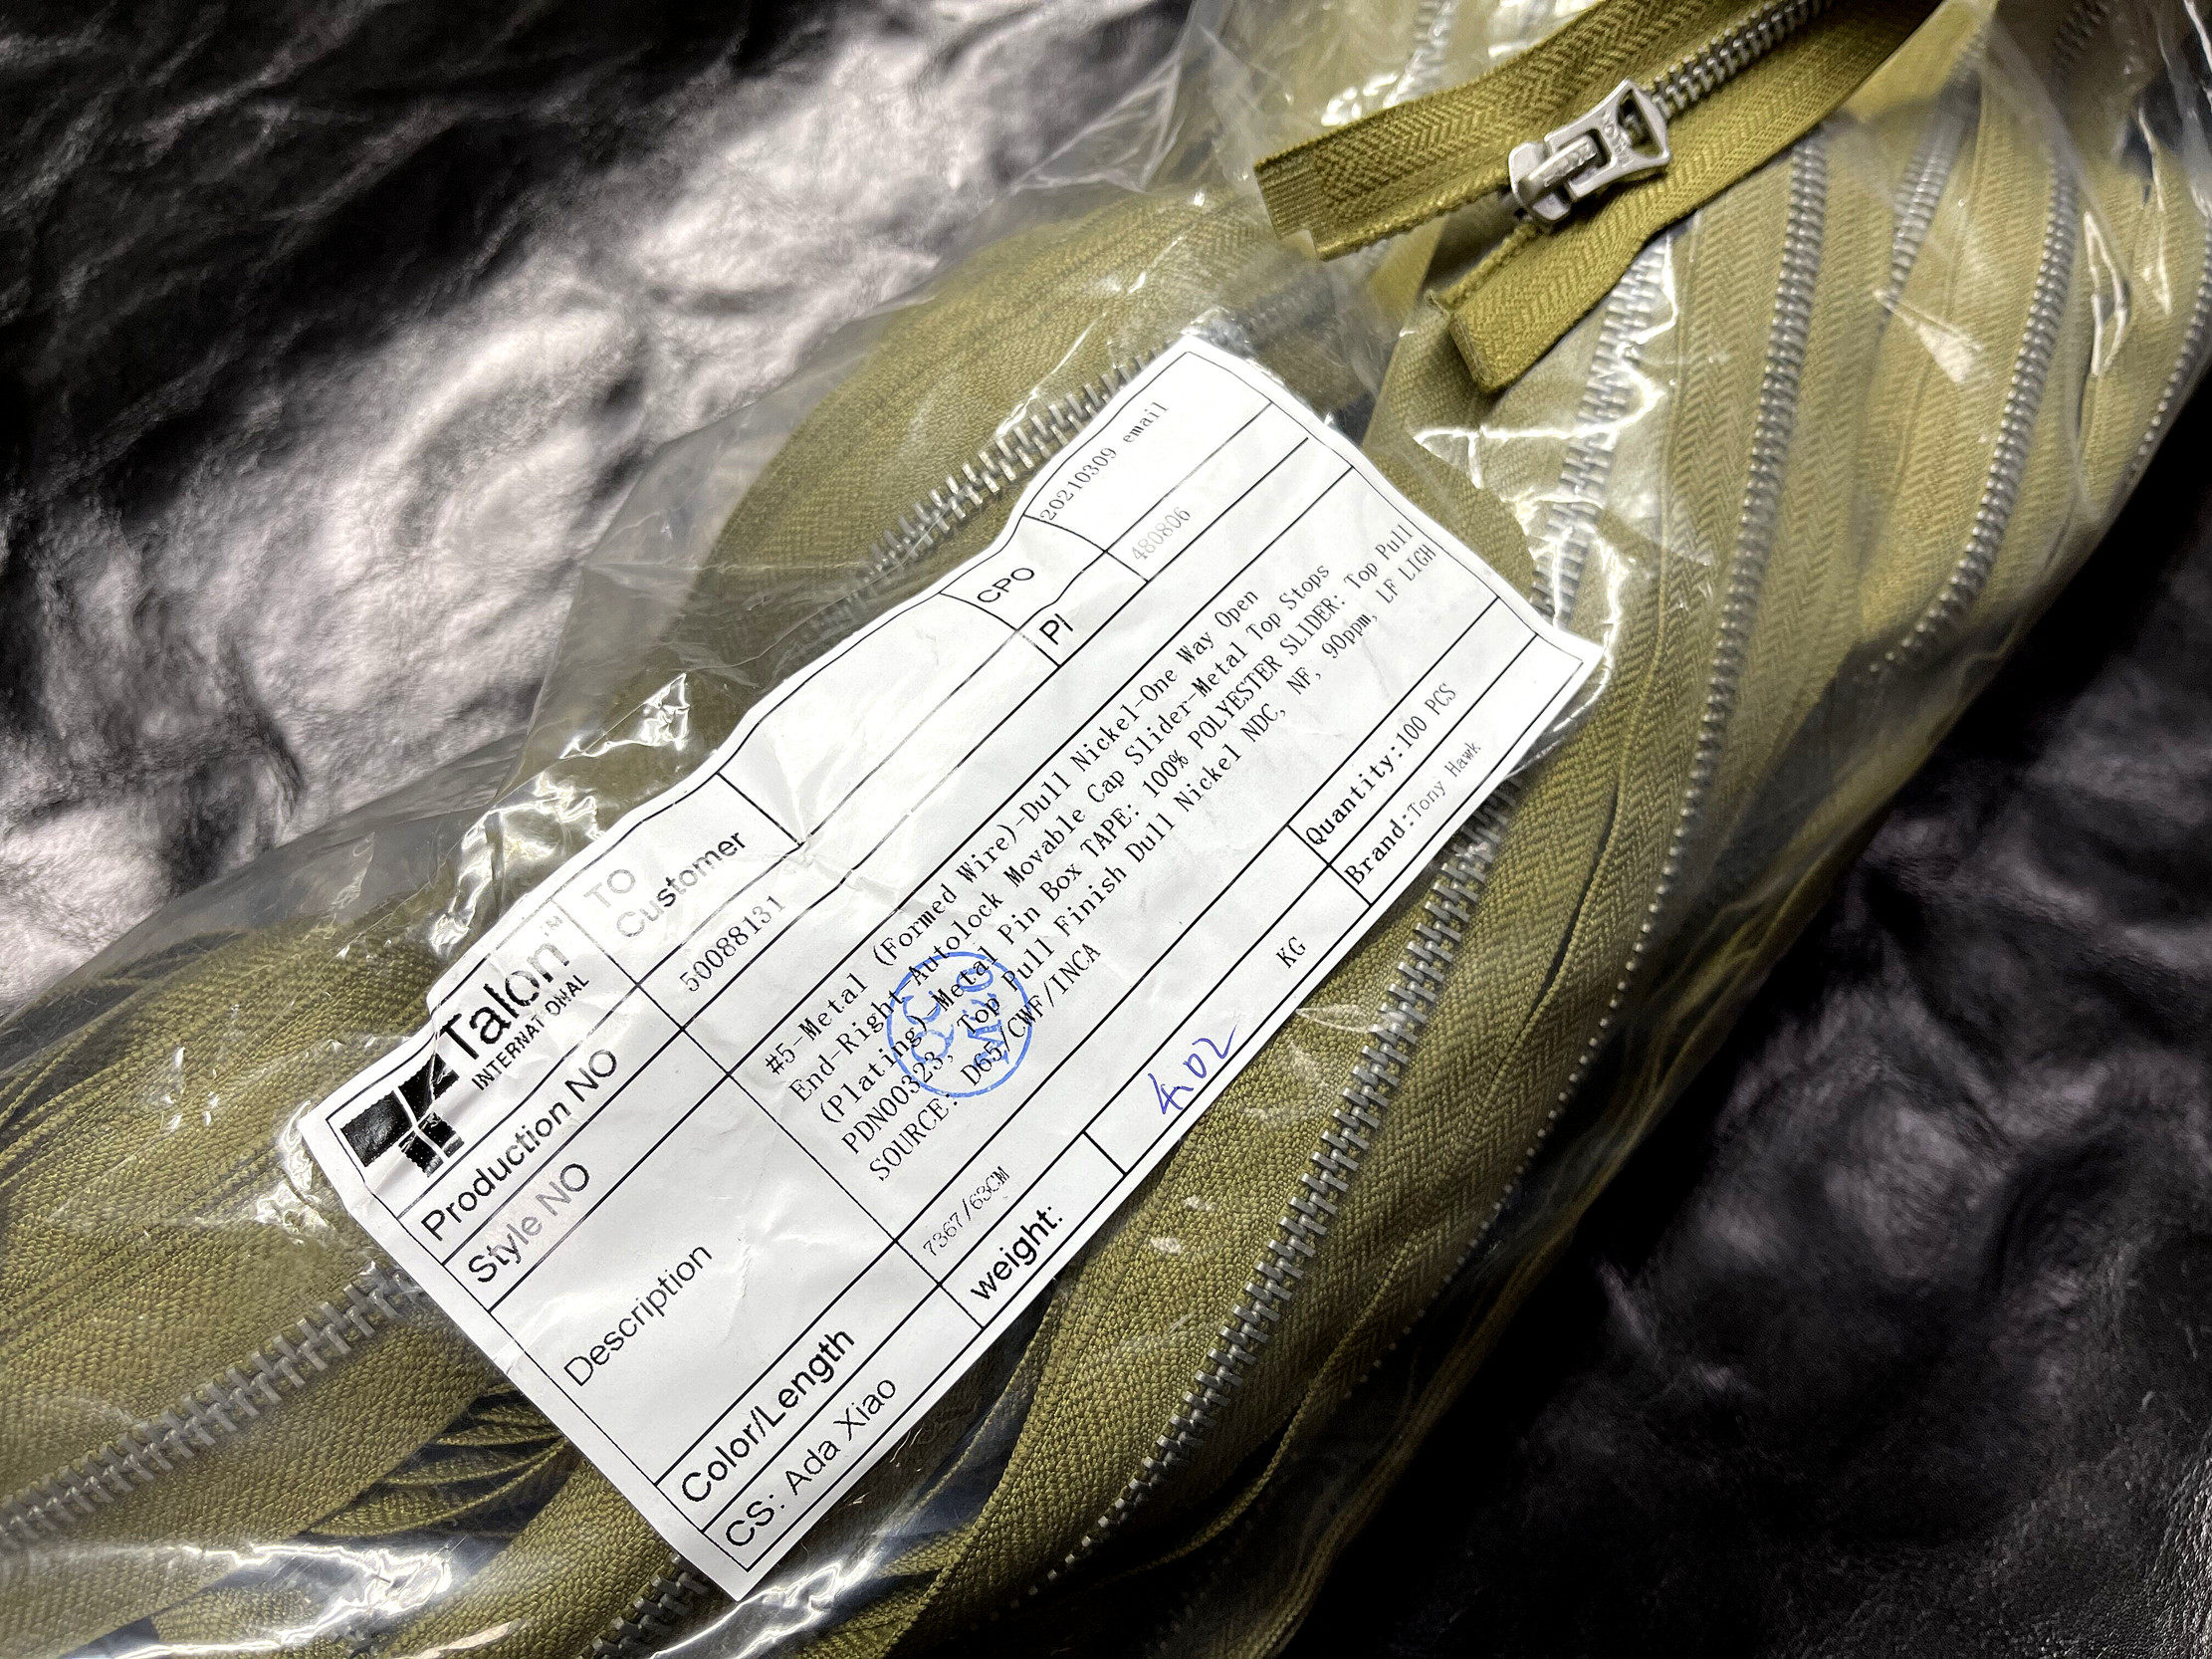 Talon™
INTERNATIONAL
TO
Customer
CPO
20210309 email
Production NO
50088131
PI
480806
Style NO
Description
#5-Metal (Formed Wire)-Dull Nickel-One Way Open
End-Right Autolock Movable Cap Slider-Metal Top Stops
(Plating)-Metal Pin Box TAPE: 100% POLYESTER SLIDER: Top Pull
PDN00323, Top Pull Finish Dull Nickel NDC, NF, 90ppm, LF LIGH
SOURCE: D65/CWF/INCA
Color/Length
7367/63CM
Quantity:100 PCS
CS: Ada Xiao
weight:
402
KG
Brand:Tony Hawk